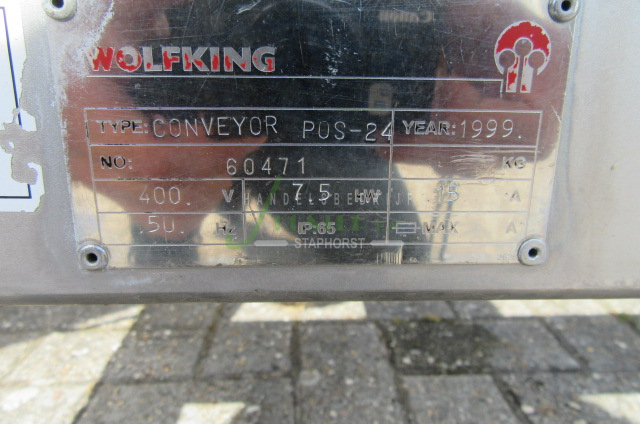 WOLFKING
TYPE: CONVEYOR POS-24 YEAR: 1999.
NO: 60471 KG
400. V 7,5 kW 15 A
50. Hz IP:65 MAX A
STAPHORST